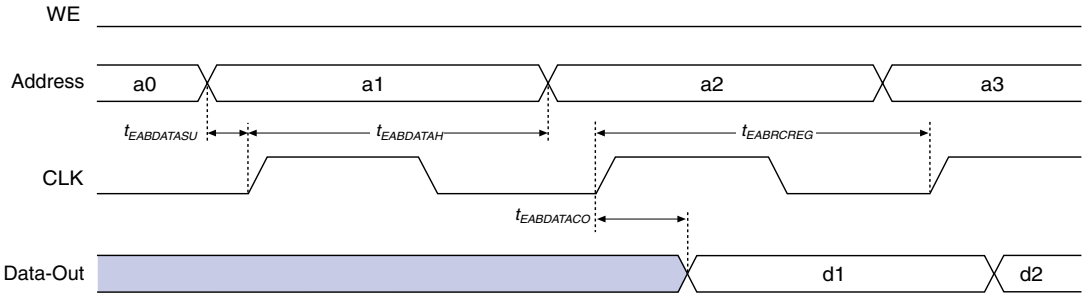 WE
Address a0 a1 a2 a3
tEABDATASU tEABDATAH tEABRCREG
CLK
tEABDATACO
Data-Out d1 d2